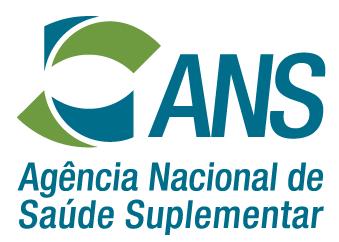 ANS
Agência Nacional de
Saúde Suplementar